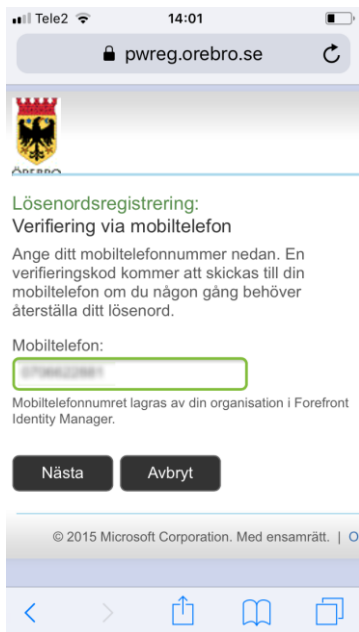 Tele2 14:01
pwreg.orebro.se
Lösenordsregistrering:
Verifiering via mobiltelefon
Ange ditt mobiltelefonnummer nedan. En
verifieringskod kommer att skickas till din
mobiltelefon om du någon gång behöver
återställa ditt lösenord.
Mobiltelefon:
Mobiltelefonnumret lagras av din organisation i Forefront
Identity Manager.
Nästa Avbryt
© 2015 Microsoft Corporation. Med ensamrätt. | O